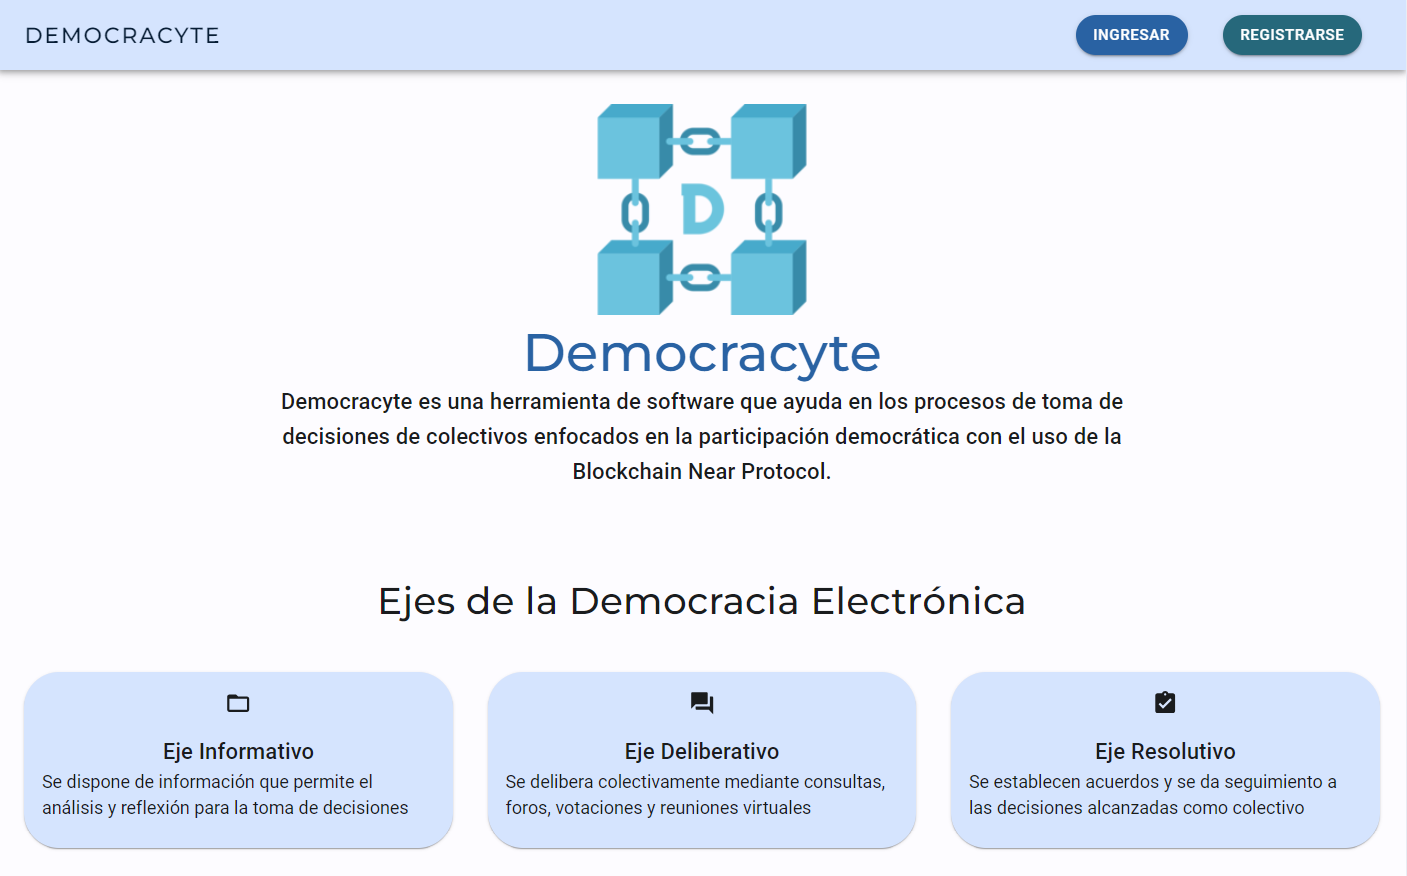 DEMOCRACYTE
INGRESAR
REGISTRARSE
D
Democracyte
Democracyte es una herramienta de software que ayuda en los procesos de toma de
decisiones de colectivos enfocados en la participación democrática con el uso de la
Blockchain Near Protocol.
Ejes de la Democracia Electrónica
Eje Informativo
Se dispone de información que permite el
análisis y reflexión para la toma de decisiones
Eje Deliberativo
Se delibera colectivamente mediante consultas,
foros, votaciones y reuniones virtuales
Eje Resolutivo
Se establecen acuerdos y se da seguimiento a
las decisiones alcanzadas como colectivo